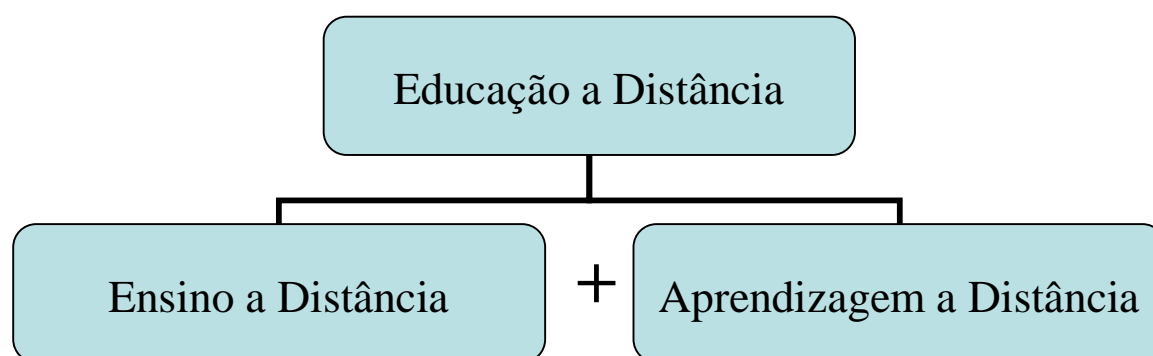 Educação a Distância
Ensino a Distância
+
Aprendizagem a Distância